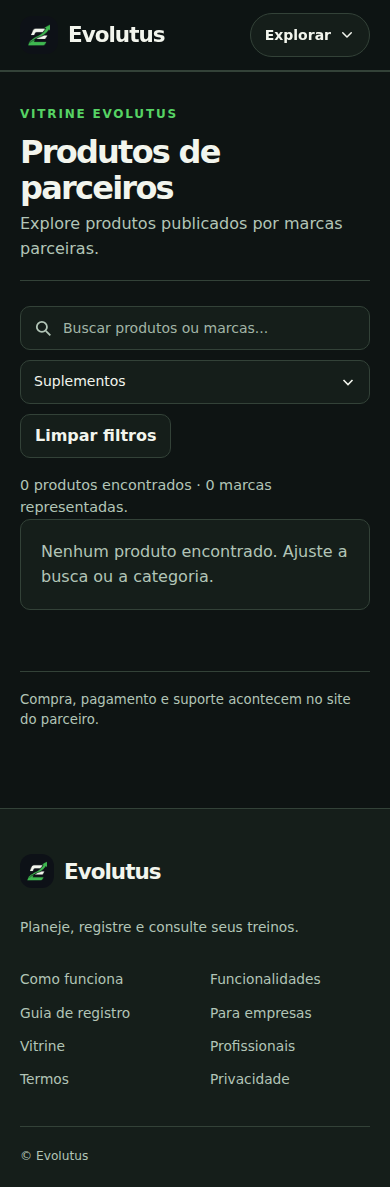 Evolutus
Explorar
VITRINE EVOLUTUS
Produtos de
parceiros
Explore produtos publicados por marcas
parceiras.
Buscar produtos ou marcas...
Suplementos
Limpar filtros
0 produtos encontrados · 0 marcas
representadas.
Nenhum produto encontrado. Ajuste a
busca ou a categoria.
Compra, pagamento e suporte acontecem no site
do parceiro.
Evolutus
Planeje, registre e consulte seus treinos.
Como funciona
Funcionalidades
Guia de registro
Para empresas
Vitrine
Profissionais
Termos
Privacidade
© Evolutus